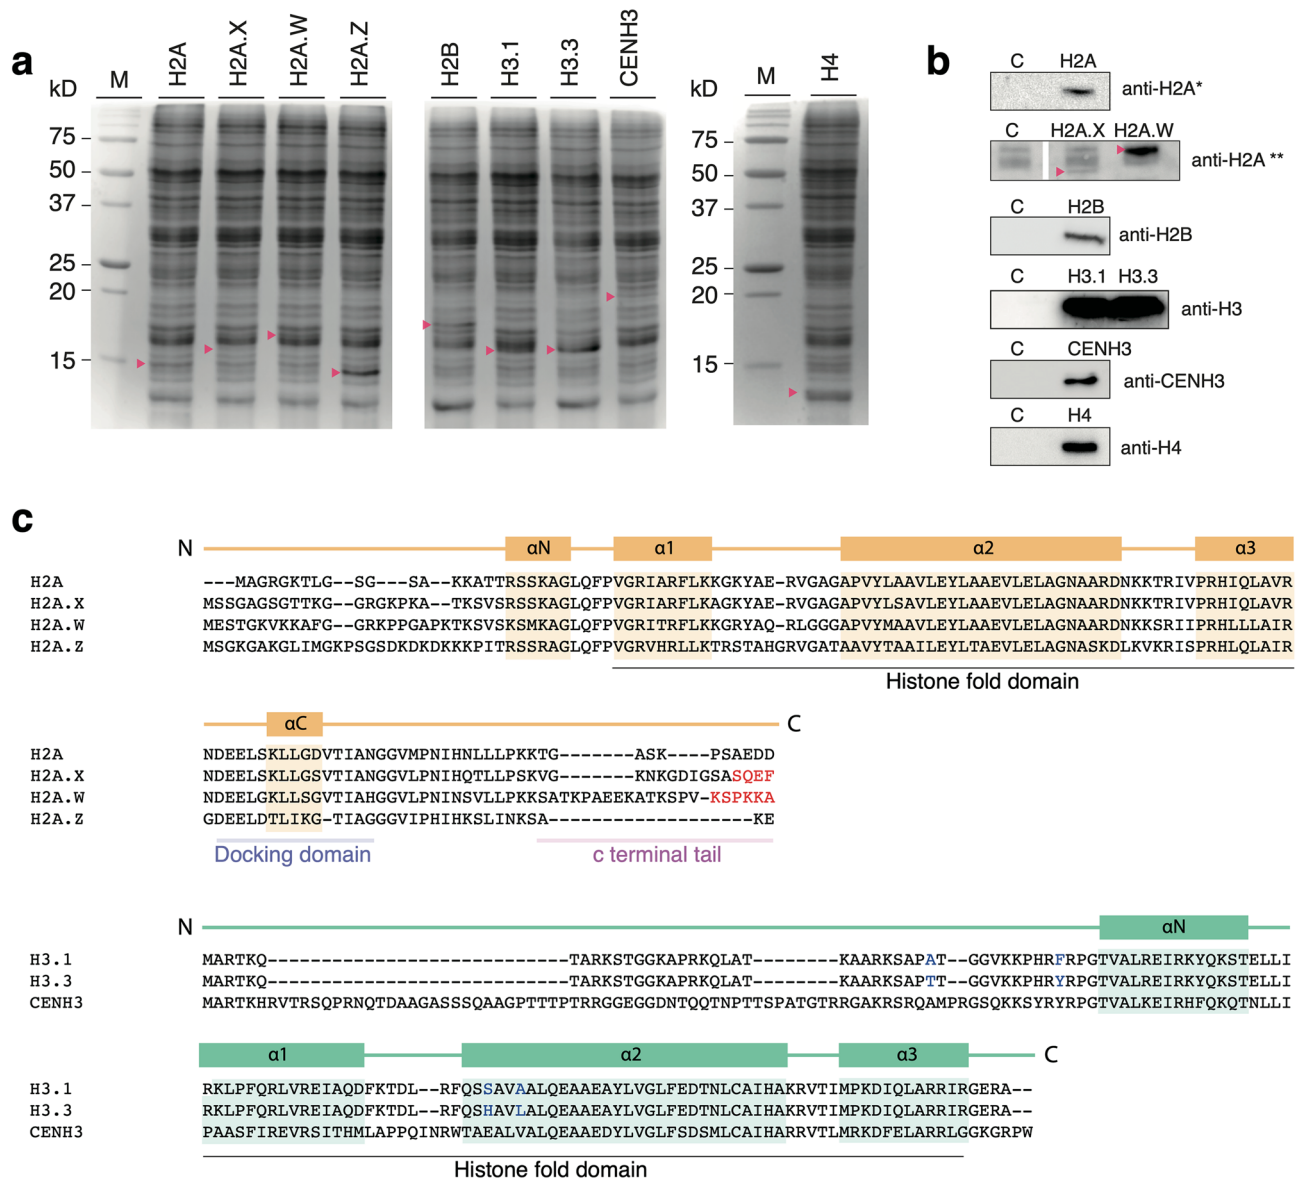 a
kD
M
H2A
H2A.X
H2A.W
H2A.Z
H2B
H3.1
H3.3
CENH3
kD
M
H4
75
50
37
25
20
15
75
50
37
25
20
15
b
C H2A
anti-H2A*
C H2A.X H2A.W
anti-H2A **
C H2B
anti-H2B
C H3.1 H3.3
anti-H3
C CENH3
anti-CENH3
C H4
anti-H4
c
N αN α1 α2 α3
H2A ---MAGRGKTLG--SG---SA--KKATTRSSKAGLQFPVGRIARFLKKGKYAE-RVGAGAPVYLAAVLEYLAAEVLELAGNAARDNKKTRIVPRHIQLAVR
H2A.X MSSGAGSGTTKG--GRGKPKA--TKSVSRSSKAGLQFPVGRIARFLKAGKYAE-RVGAGAPVYLSAVLEYLAAEVLELAGNAARDNKKTRIVPRHIQLAVR
H2A.W MESTGKVKKAFG--GRKPPGAPKTKSVSKSMKAGLQFPVGRITRFLKKGRYAQ-RLGGGAPVYMAAVLEYLAAEVLELAGNAARDNKKSRIIPRHLLLAIR
H2A.Z MSGKGAKGLIMGKPSGSDKDKDKKKPITRSSRAGLQFPVGRVHRLLKTRSTAHGRVGATAAVYTAAILEYLTAEVLELAGNASKDLKVKRISPRHLQLAIR
Histone fold domain
αC C
H2A NDEELSKLLGDVTIANGGVMPNIHNLLLPKKTG-------ASK----PSAEDD
H2A.X NDEELSKLLGSVTIANGGVLPNIHQTLLPSKVG-------KNKGDIGSASQEF
H2A.W NDEELGKLLSGVTIAHGGVLPNINSVLLPKKSATKPAEEKATKSPV-KSPKKA
H2A.Z GDEELDTLIKG-TIAGGGVIPHIHKSLINKSA-------------------KE
Docking domain c terminal tail
N αN
H3.1 MARTKQ----------------------------TARKSTGGKAPRKQLAT--------KAARKSAPAT--GGVKKPHRFRPGTVALREIRKYQKSTELLI
H3.3 MARTKQ----------------------------TARKSTGGKAPRKQLAT--------KAARKSAPTT--GGVKKPHRYRPGTVALREIRKYQKSTELLI
CENH3 MARTKHRVTRSQPRNQTDAAGASSSQAAGPTTTPTRRGGEGGDNTQQTNPTTSPATGTRRGAKRSRQAMPRGSQKKSYRYRPGTVALKEIRHFQKQTNLLI
α1 α2 α3 C
H3.1 RKLPFQRLVREIAQDFKTDL--RFQSSAVAALQEAAEAYLVGLFEDTNLCAIHAKRVTIMPKDIQLARRIRGERA--
H3.3 RKLPFQRLVREIAQDFKTDL--RFQSHAVLALQEAAEAYLVGLFEDTNLCAIHAKRVTIMPKDIQLARRIRGERA--
CENH3 PAASFIREVRSITHMLAPPQINRWTAEALVALQEAAEDYLVGLFSDSMLCAIHARRVTLMRKDFELARRLGGKGRPW
Histone fold domain